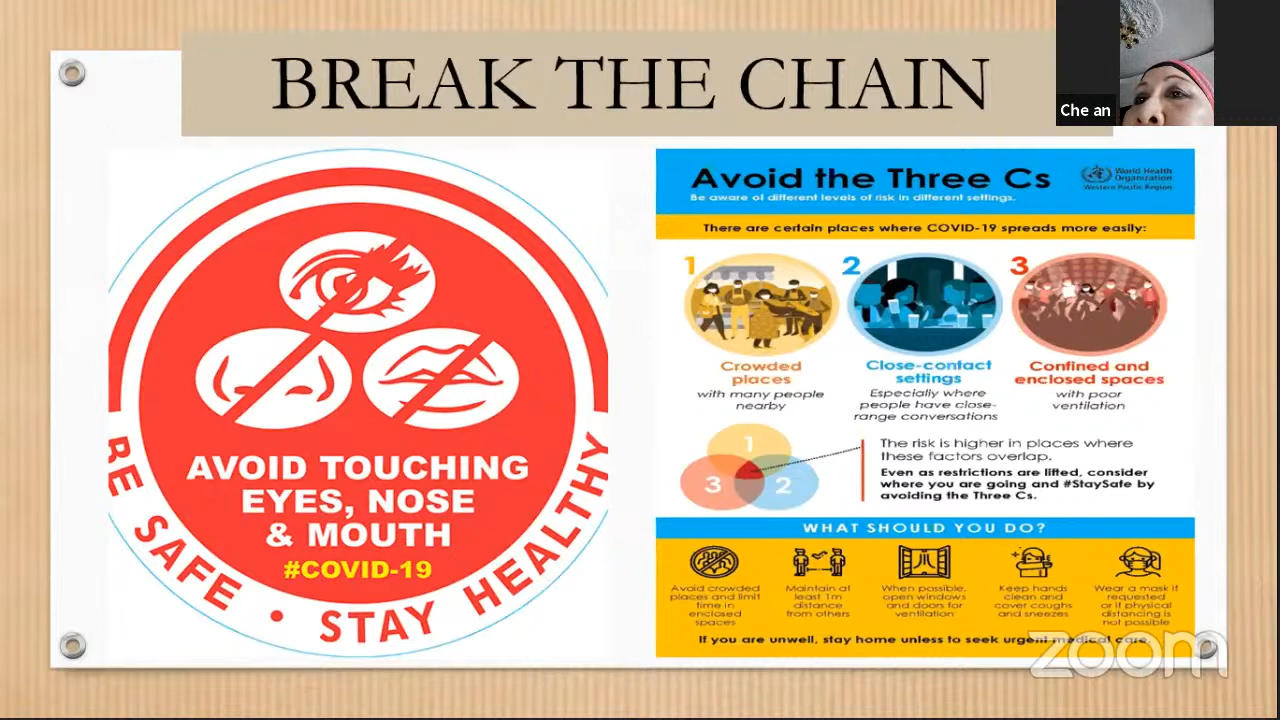 BREAK THE CHAIN
Che an
AVOID TOUCHING
EYES, NOSE
& MOUTH
#COVID-19
BE SAFE • STAY HEALTHY
Avoid the Three Cs
Be aware of different levels of risk in different settings.
World Health
Organization
Western Pacific Region
There are certain places where COVID-19 spreads more easily:
1
2
3
Crowded
places
with many people
nearby
Close-contact
settings
Especially where
people have close-
range conversations
Confined and
enclosed spaces
with poor
ventilation
1
3
2
The risk is higher in places where
these factors overlap.
Even as restrictions are lifted, consider
where you are going and #StaySafe by
avoiding the Three Cs.
WHAT SHOULD YOU DO?
Avoid crowded
places and limit
time in
enclosed
spaces
Maintain at
least 1m
distance
from others
When possible,
open windows
and doors for
ventilation
Keep hands
clean and
cover coughs
and sneezes
Wear a mask if
requested
or if physical
distancing is
not possible
If you are unwell, stay home unless to seek urgent medical care.
zoom